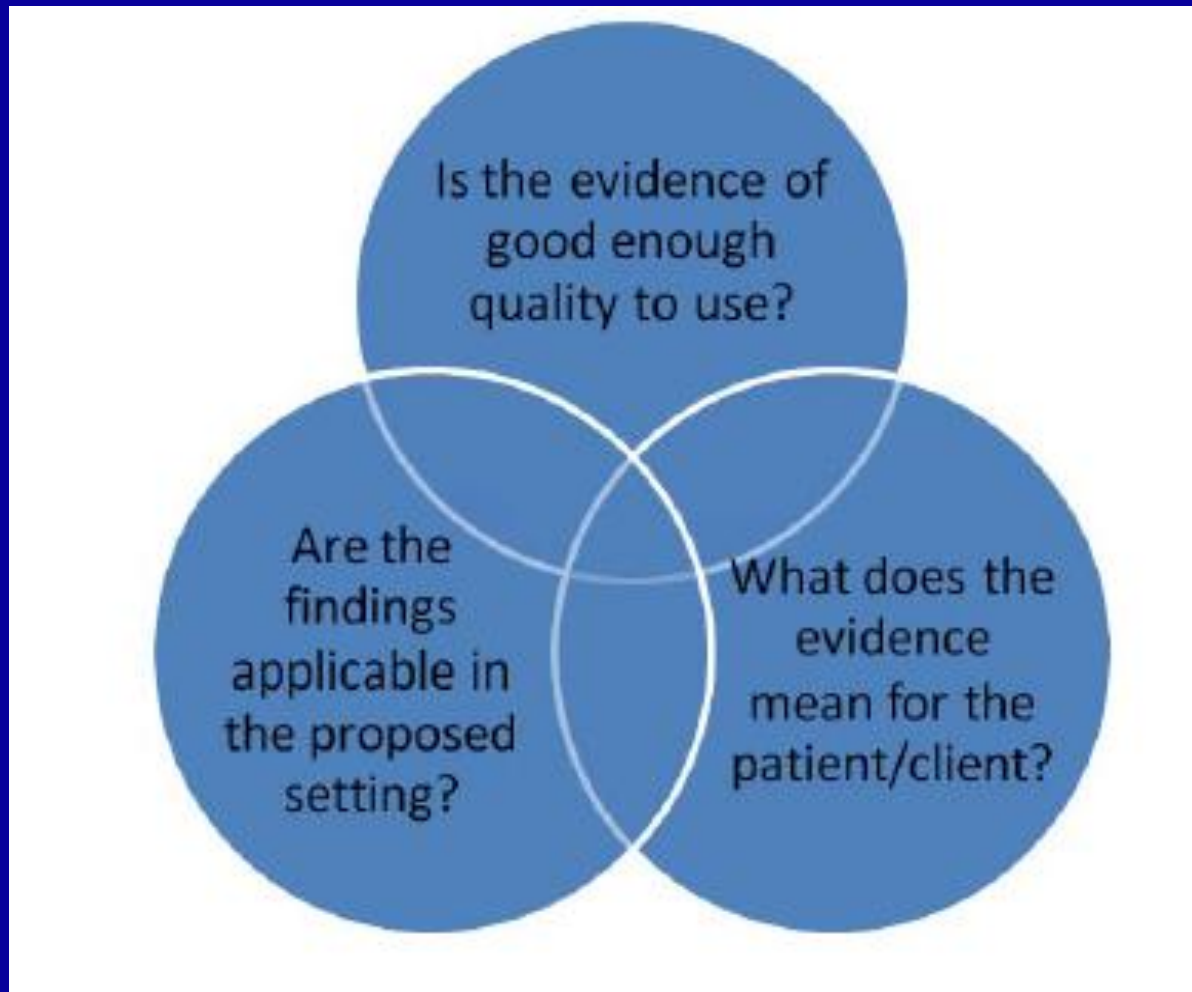 Is the evidence of
good enough
quality to use?
Are the
findings
applicable in
the proposed
setting?
What does the
evidence
mean for the
patient/client?